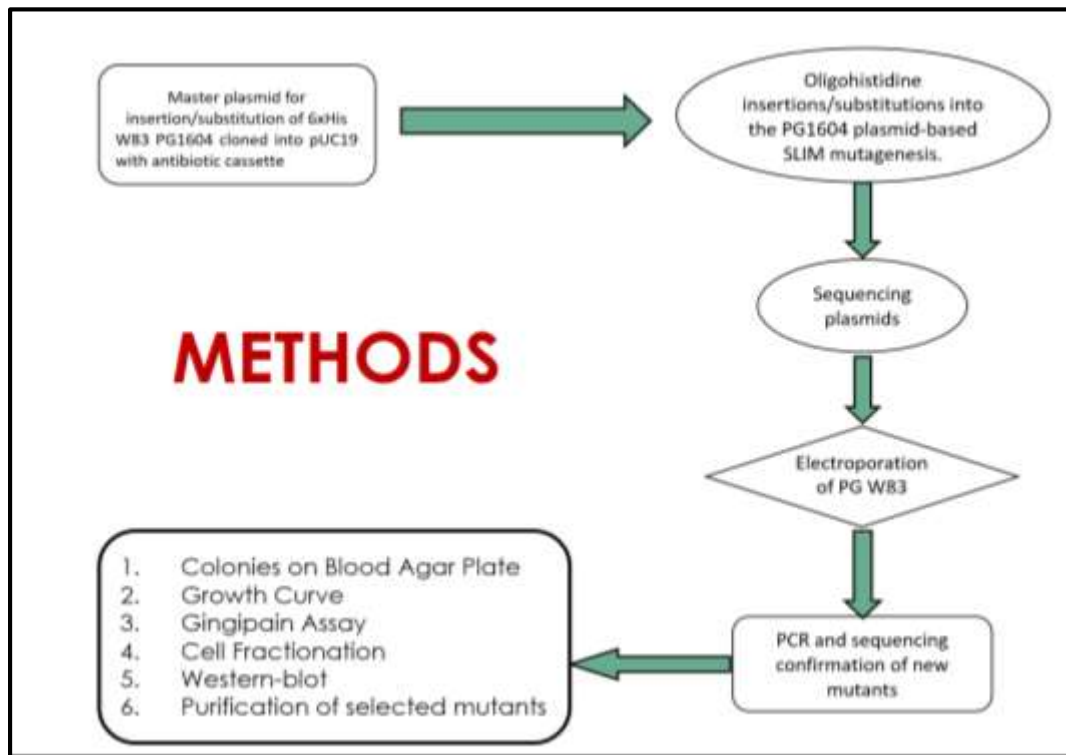 Master plasmid for
insertion/substitution of 6xHis
W83 PG1604 cloned into pUC19
with antibiotic cassette
Oligohistidine
insertions/substitutions into
the PG1604 plasmid-based
SLIM mutagenesis.
Sequencing
plasmids
METHODS
Electroporation
of PG W83
PCR and sequencing
confirmation of new
mutants
1. Colonies on Blood Agar Plate
2. Growth Curve
3. Gingipain Assay
4. Cell Fractionation
5. Western-blot
6. Purification of selected mutants